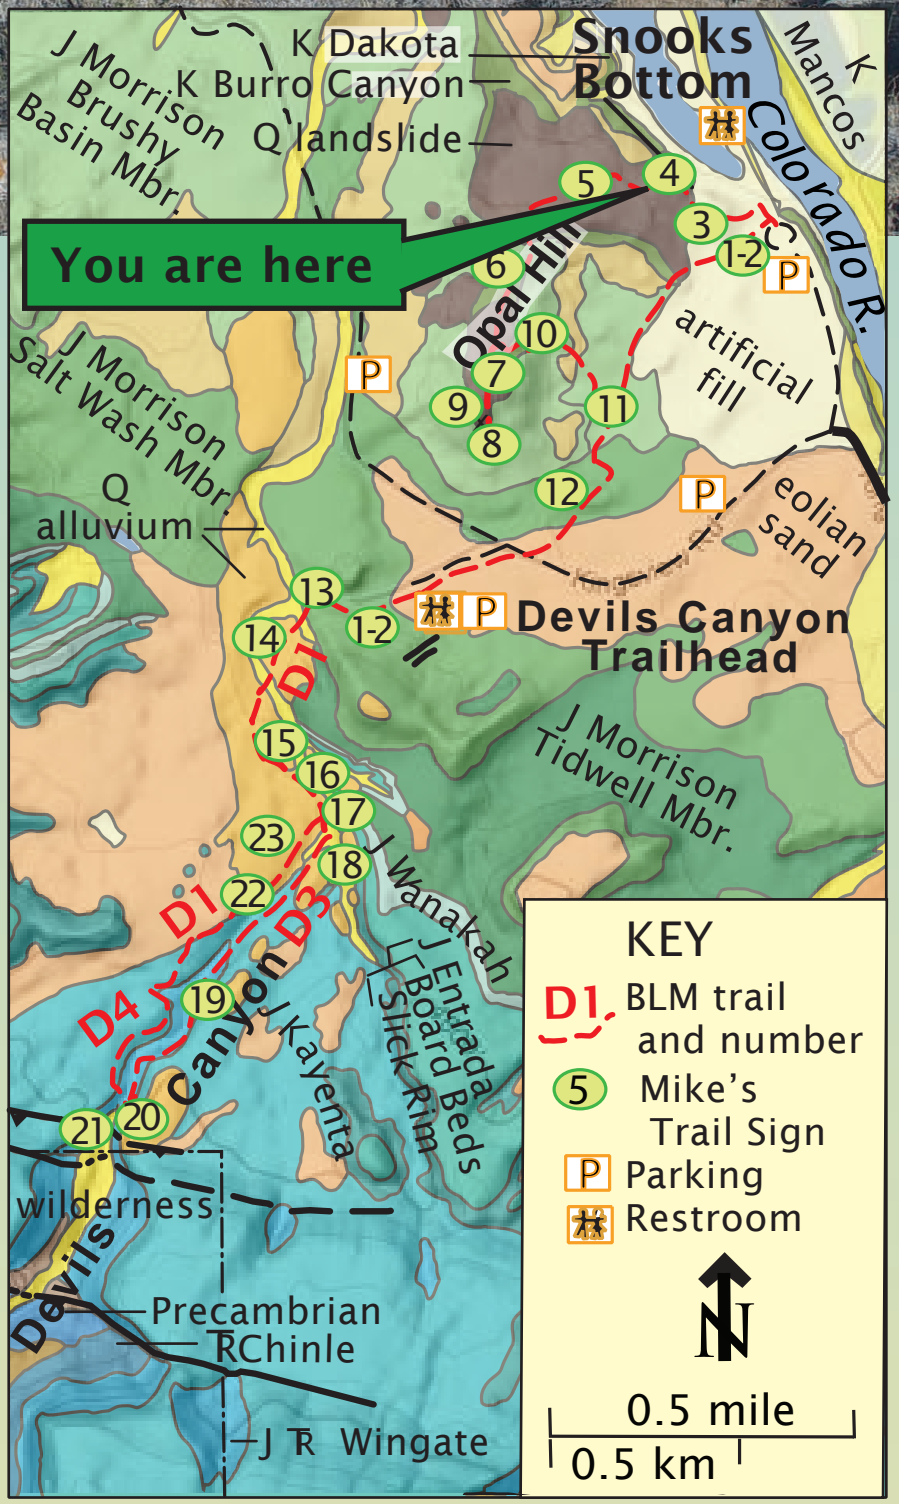 K Dakota
K Burro Canyon
Q landslide
J Morrison
Brushy
Basin Mbr.
Snooks
Bottom
K
Mancos
Colorado R.
You are here
4
5
3
1-2
P
6
Opal Hill
10
7
9
8
11
12
artificial
fill
P
J Morrison
Salt Wash Mbr.
Q
alluvium
P
eolian
sand
13
1-2
14
P
Devils Canyon
Trailhead
D1
15
16
17
18
23
22
J Morrison
Tidwell Mbr.
J Wanakah
D1
D3
D4
19
Devils Canyon
J Entrada
Board Beds
Slick Rim
J Kayenta
20
21
wilderness
Precambrian
TRChinle
J TR Wingate
KEY
D1 BLM trail
and number
5 Mike's
Trail Sign
P Parking
Restroom
N
0.5 mile
0.5 km